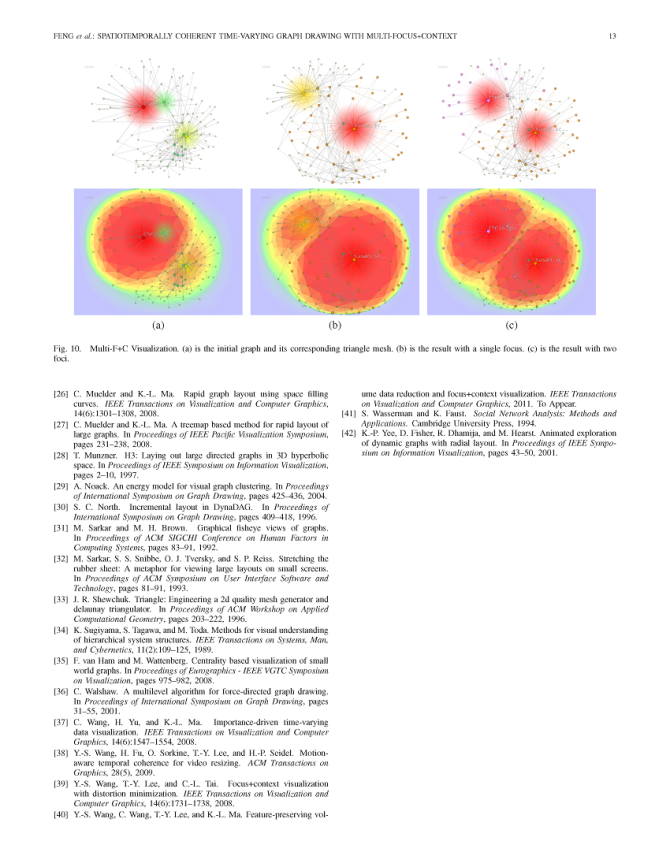 FENG et al.: SPATIOTEMPORALLY COHERENT TIME-VARYING GRAPH DRAWING WITH MULTI-FOCUS+CONTEXT
13
(a)
(b)
(c)
Fig. 10. Multi-F+C Visualization. (a) is the initial graph and its corresponding triangle mesh. (b) is the result with a single focus. (c) is the result with two
foci.
[26] C. Muelder and K.-L. Ma. Rapid graph layout using space filling
curves. IEEE Transactions on Visualization and Computer Graphics,
14(6):1301–1308, 2008.
[27] C. Muelder and K.-L. Ma. A treemap based method for rapid layout of
large graphs. In Proceedings of IEEE Pacific Visualization Symposium,
pages 231–238, 2008.
[28] T. Munzner. H3: Laying out large directed graphs in 3D hyperbolic
space. In Proceedings of IEEE Symposium on Information Visualization,
pages 2–10, 1997.
[29] A. Noack. An energy model for visual graph clustering. In Proceedings
of International Symposium on Graph Drawing, pages 425–436, 2004.
[30] S. C. North. Incremental layout in DynaDAG. In Proceedings of
International Symposium on Graph Drawing, pages 409–418, 1996.
[31] M. Sarkar and M. H. Brown. Graphical fisheye views of graphs.
In Proceedings of ACM SIGCHI Conference on Human Factors in
Computing Systems, pages 83–91, 1992.
[32] M. Sarkar, S. S. Snibbe, O. J. Tversky, and S. P. Reiss. Stretching the
rubber sheet: A metaphor for viewing large layouts on small screens.
In Proceedings of ACM Symposium on User Interface Software and
Technology, pages 81–91, 1993.
[33] J. R. Shewchuk. Triangle: Engineering a 2d quality mesh generator and
delaunay triangulator. In Proceedings of ACM Workshop on Applied
Computational Geometry, pages 203–222, 1996.
[34] K. Sugiyama, S. Tagawa, and M. Toda. Methods for visual understanding
of hierarchical system structures. IEEE Transactions on Systems, Man,
and Cybernetics, 11(2):109–125, 1989.
[35] F. van Ham and M. Wattenberg. Centrality based visualization of small
world graphs. In Proceedings of Eurographics - IEEE VGTC Symposium
on Visualization, pages 975–982, 2008.
[36] C. Walshaw. A multilevel algorithm for force-directed graph drawing.
In Proceedings of International Symposium on Graph Drawing, pages
31–55, 2001.
[37] C. Wang, H. Yu, and K.-L. Ma. Importance-driven time-varying
data visualization. IEEE Transactions on Visualization and Computer
Graphics, 14(6):1547–1554, 2008.
[38] Y.-S. Wang, H. Fu, O. Sorkine, T.-Y. Lee, and H.-P. Seidel. Motion-
aware temporal coherence for video resizing. ACM Transactions on
Graphics, 28(5), 2009.
[39] Y.-S. Wang, T.-Y. Lee, and C.-L. Tai. Focus+context visualization
with distortion minimization. IEEE Transactions on Visualization and
Computer Graphics, 14(6):1731–1738, 2008.
[40] Y.-S. Wang, C. Wang, T.-Y. Lee, and K.-L. Ma. Feature-preserving vol-
ume data reduction and focus+context visualization. IEEE Transactions
on Visualization and Computer Graphics, 2011. To Appear.
[41] S. Wasserman and K. Faust. Social Network Analysis: Methods and
Applications. Cambridge University Press, 1994.
[42] K.-P. Yee, D. Fisher, R. Dhamija, and M. Hearst. Animated exploration
of dynamic graphs with radial layout. In Proceedings of IEEE Sympo-
sium on Information Visualization, pages 43–50, 2001.